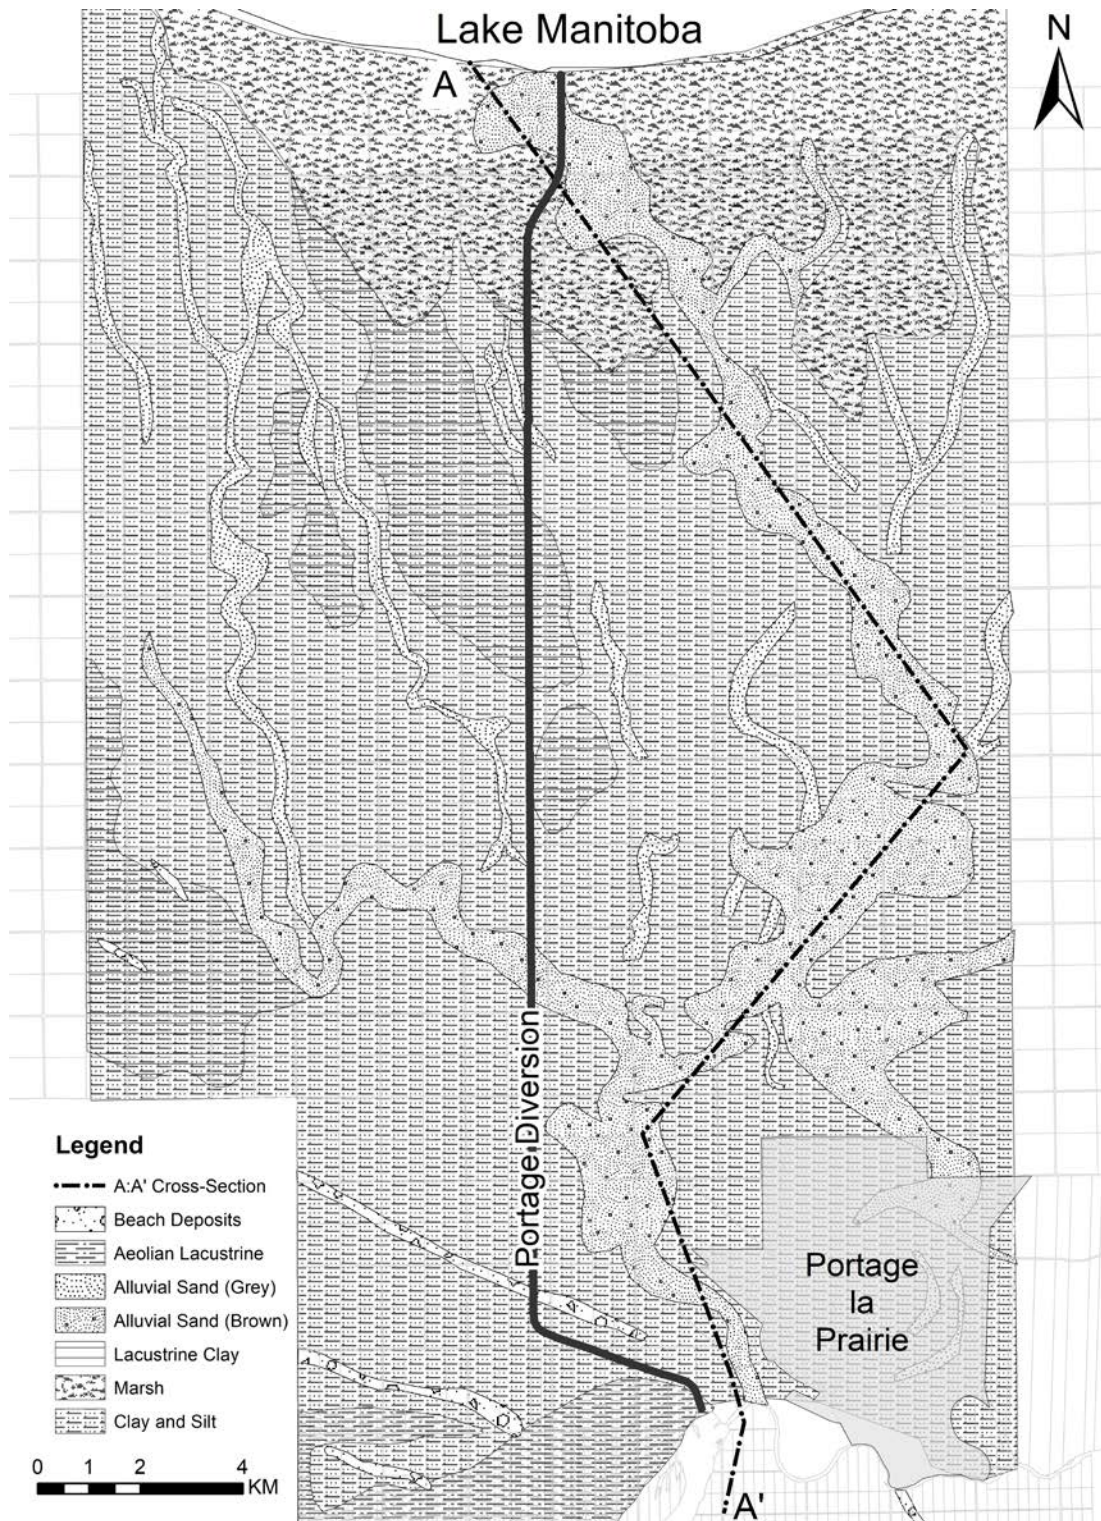 Lake Manitoba
N
A
Portage Diversion
Legend
A:A' Cross-Section
Beach Deposits
Aeolian Lacustrine
Alluvial Sand (Grey)
Alluvial Sand (Brown)
Lacustrine Clay
Marsh
Clay and Silt
0 1 2 4
KM
Portage
la
Prairie
A'